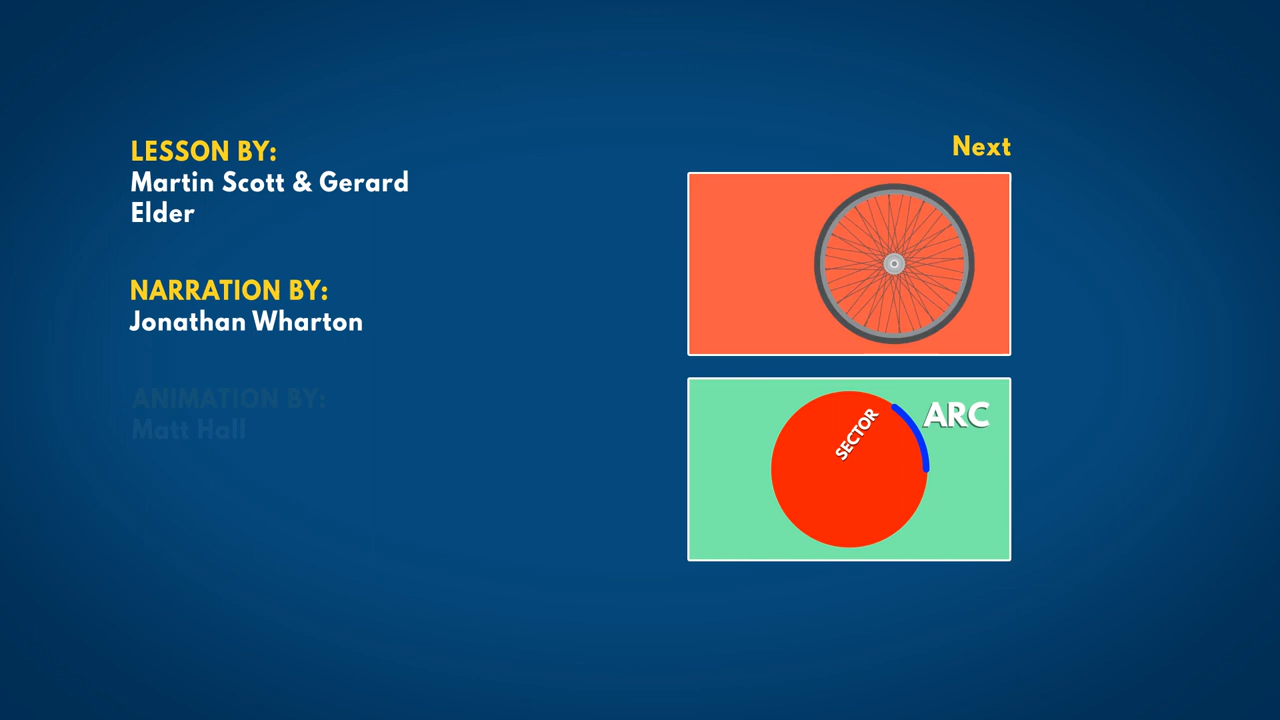 LESSON BY:
Martin Scott & Gerard
Elder
NARRATION BY:
Jonathan Wharton
ANIMATION BY:
Matt Hall
Next
SECTOR
ARC